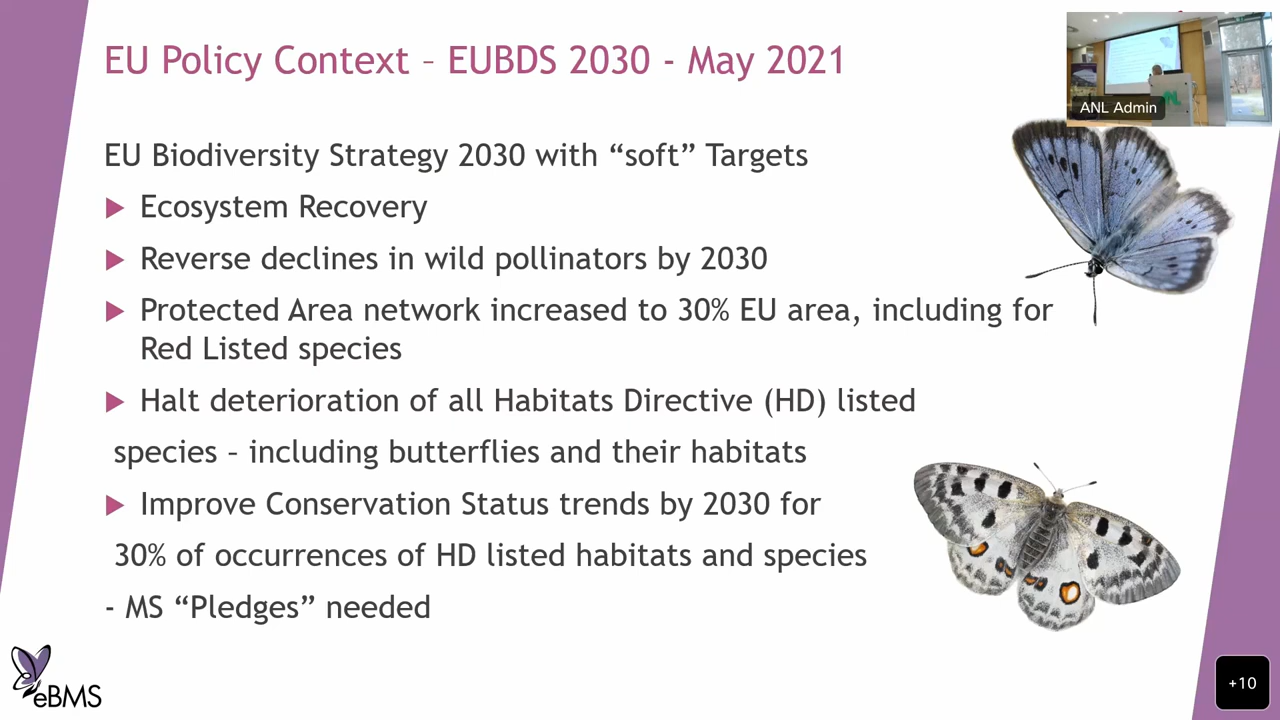 EU Policy Context – EUBDS 2030 - May 2021
ANL Admin
EU Biodiversity Strategy 2030 with “soft” Targets
Ecosystem Recovery
Reverse declines in wild pollinators by 2030
Protected Area network increased to 30% EU area, including for
Red Listed species
Halt deterioration of all Habitats Directive (HD) listed
species – including butterflies and their habitats
Improve Conservation Status trends by 2030 for
30% of occurrences of HD listed habitats and species
- MS “Pledges” needed
eBMS
+10